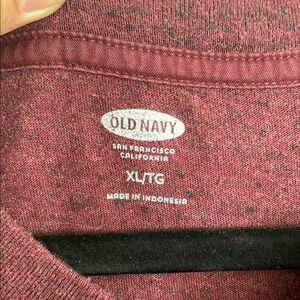 OLD NAVY
SAN FRANCISCO
CALIFORNIA
XL/TG
MADE IN INDONESIA